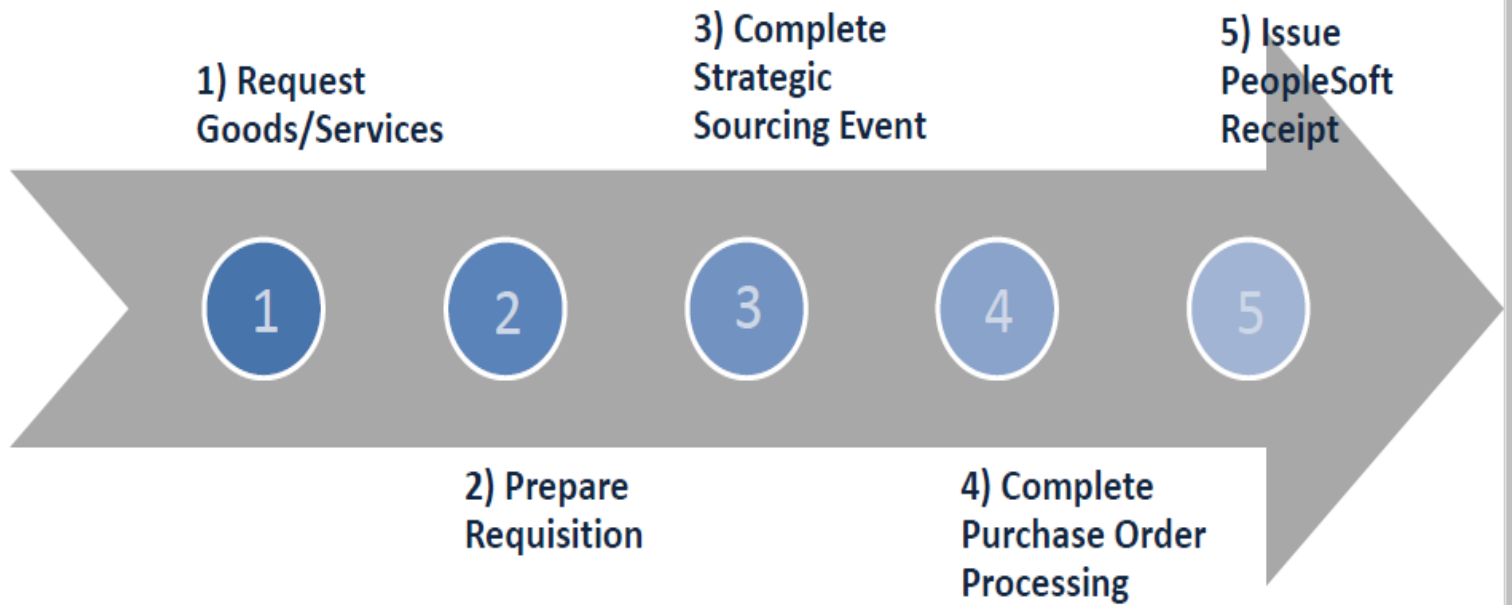 1) Request
Goods/Services
3) Complete
Strategic
Sourcing Event
5) Issue
PeopleSoft
Receipt
1
2
3
4
5
2) Prepare
Requisition
4) Complete
Purchase Order
Processing